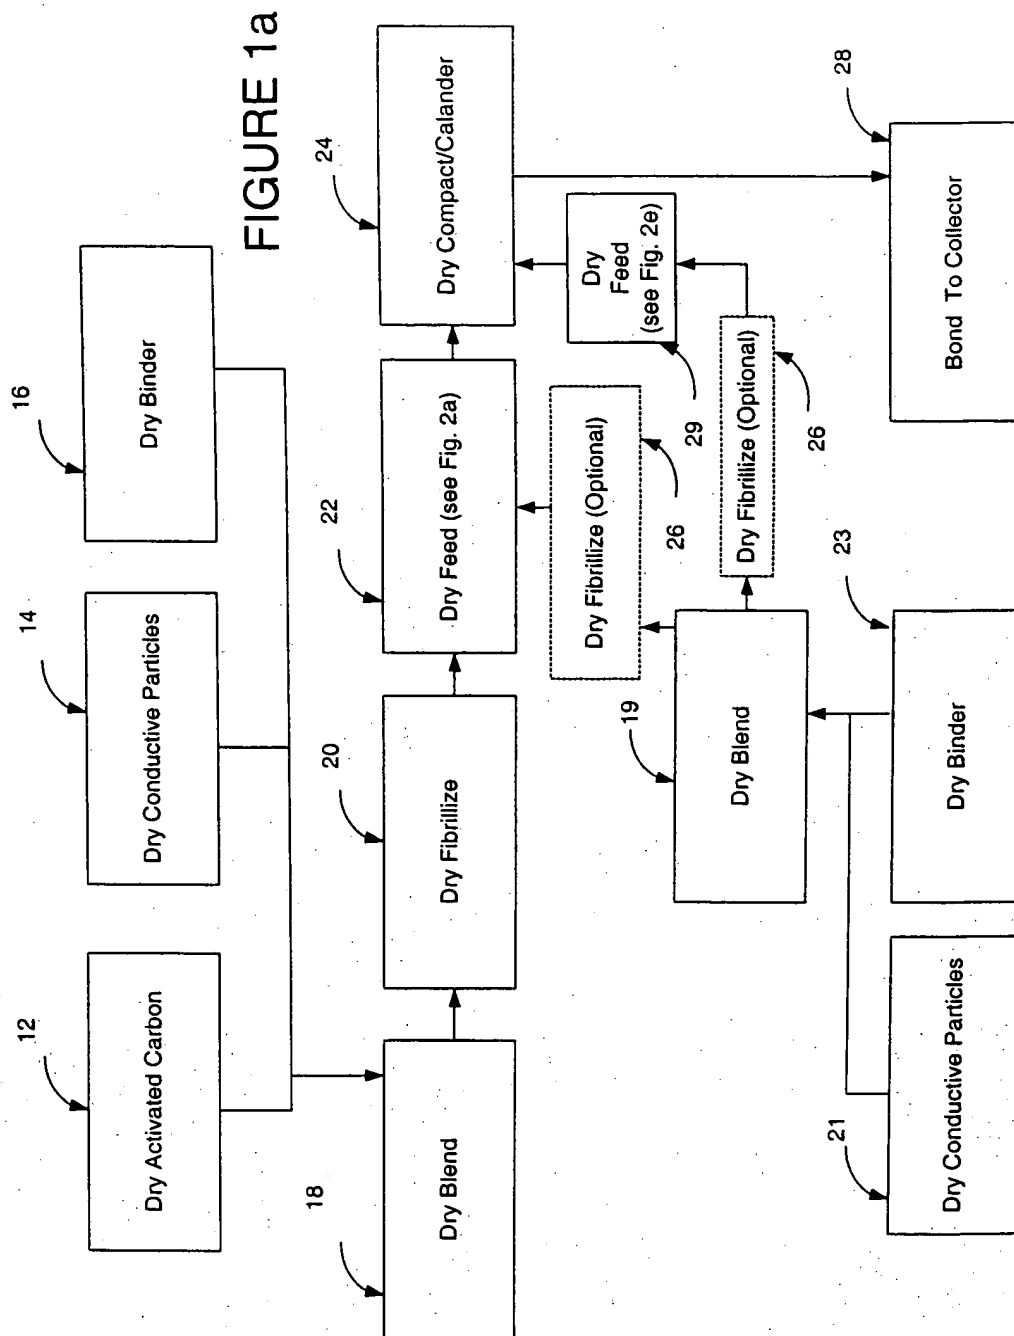 FIGURE 1a
12
Dry Activated Carbon
14
Dry Conductive Particles
16
Dry Binder
18
Dry Blend
20
Dry Fibrillize
22
Dry Feed (see Fig. 2a)
24
Dry Compact/Calander
Dry Fibrillize (Optional)
26
Dry
Feed
(see Fig. 2e)
29
19
Dry Blend
Dry Fibrillize (Optional)
26
21
Dry Conductive Particles
23
Dry Binder
28
Bond To Collector